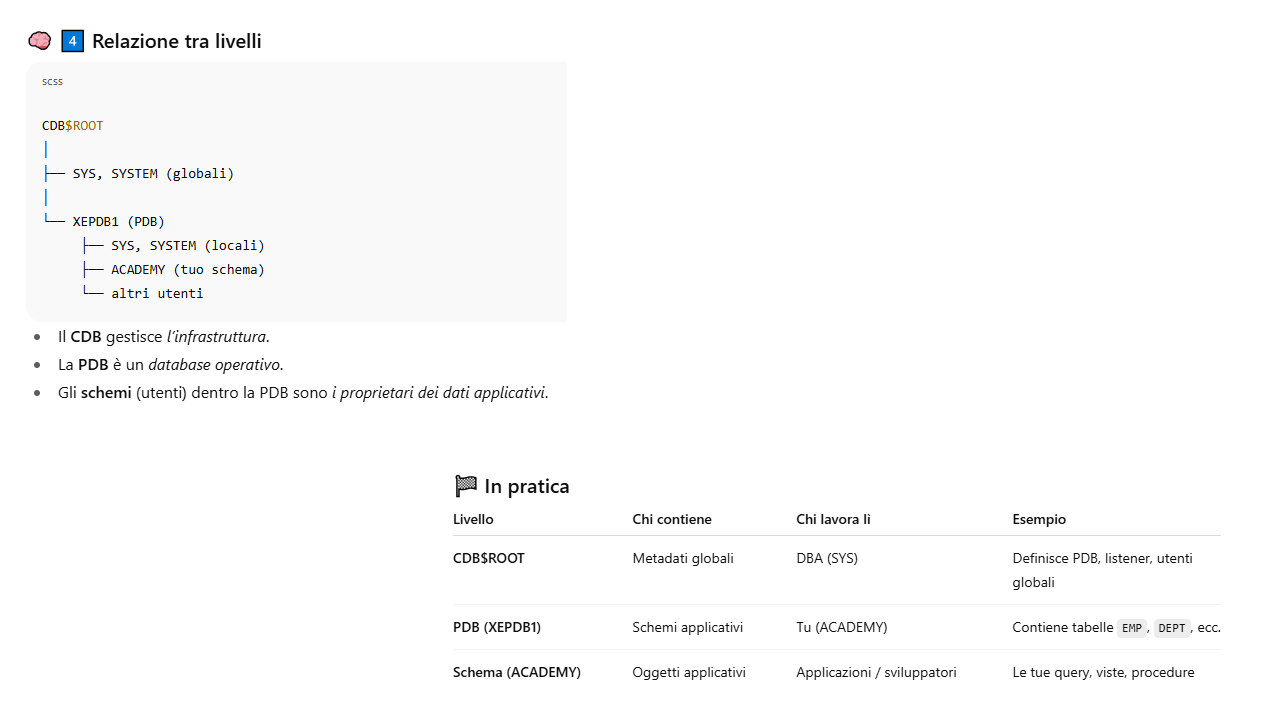 🧠 4️⃣ Relazione tra livelli
scss
CDB$ROOT
│
├── SYS, SYSTEM (globali)
│
└── XEPDB1 (PDB)
     ├── SYS, SYSTEM (locali)
     ├── ACADEMY (tuo schema)
     └── altri utenti
• Il CDB gestisce l’infrastruttura.
• La PDB è un database operativo.
• Gli schemi (utenti) dentro la PDB sono i proprietari dei dati applicativi.
🏁 In pratica
Livello Chi contiene Chi lavora lì Esempio
CDB$ROOT Metadati globali DBA (SYS) Definisce PDB, listener, utenti
globali
PDB (XEPDB1) Schemi applicativi Tu (ACADEMY) Contiene tabelle EMP, DEPT, ecc.
Schema (ACADEMY) Oggetti applicativi Applicazioni / sviluppatori Le tue query, viste, procedure